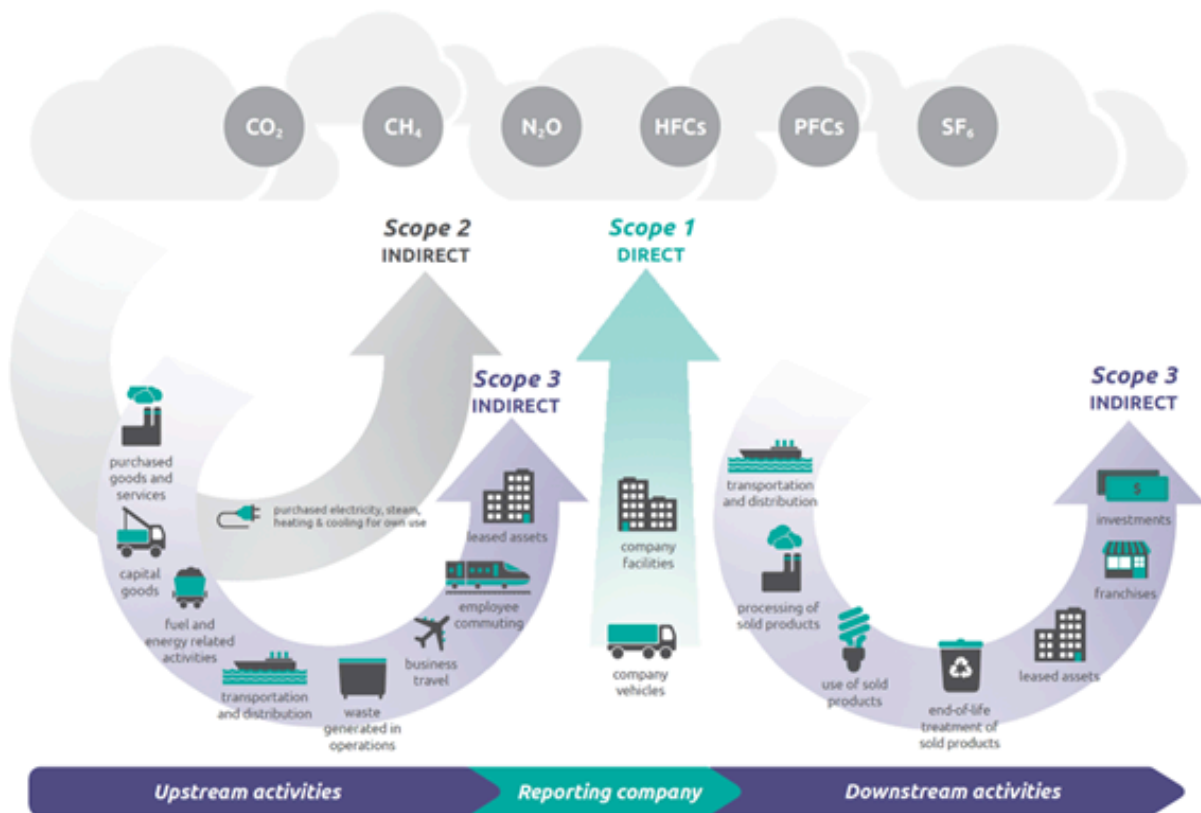 CO₂
CH₄
N₂O
HFCs
PFCs
SF₆
Scope 2
INDIRECT
Scope 1
DIRECT
Scope 3
INDIRECT
Scope 3
INDIRECT
purchased
goods and
services
capital
goods
fuel and
energy related
activities
transportation
and distribution
waste
generated in
operations
business
travel
employee
commuting
leased assets
purchased electricity, steam,
heating & cooling for own use
company
facilities
company
vehicles
transportation
and distribution
processing of
sold products
use of sold
products
end-of-life
treatment of
sold products
leased assets
franchises
$
investments
Upstream activities
Reporting company
Downstream activities